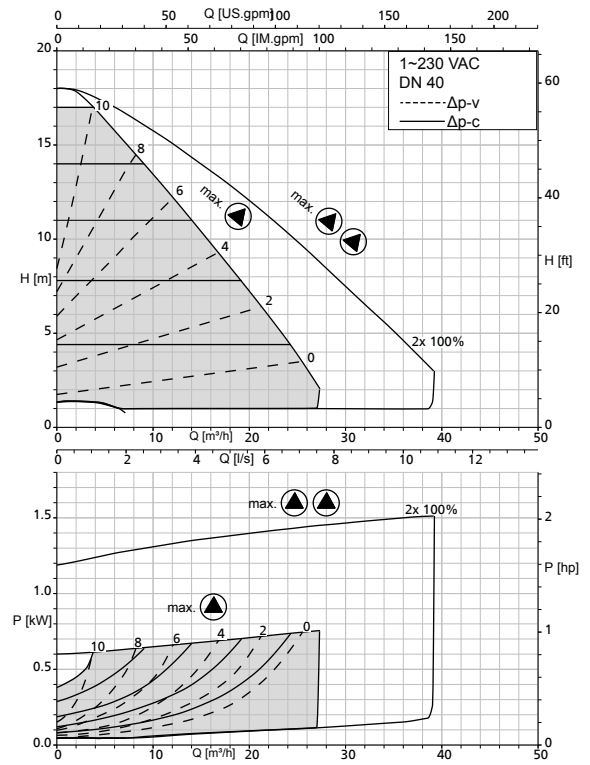 0 50 100 150 200
Q [US.gpm]
0 50 100 150
Q [IM.gpm]
1~230 VAC
DN 40
Δp-v
Δp-c
20
15
10
H [m]
5
0
60
40
H [ft]
20
0
10
8
6
4
2
0
max.
max.
2x 100%
0 10 20 30 40 50
Q [m³/h]
0 2 4 6 8 10 12
Q [l/s]
1.5
1.0
P [kW]
0.5
0.0
2
P [hp]
1
0
max.
2x 100%
max.
10
8
6
4
2
0
0 10 20 30 40 50
Q [m³/h]